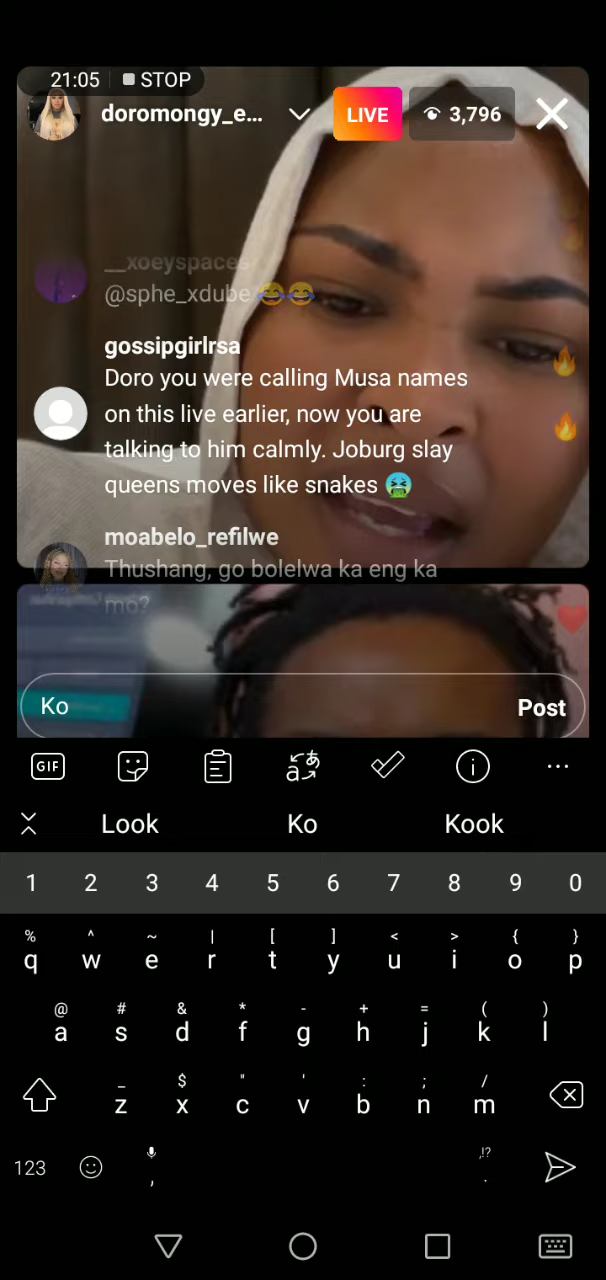 21:05 STOP
doromongy_e... LIVE 3,796
__xoeyspaces
@sphe_xdube 😂😂
gossipgirlrsa
Doro you were calling Musa names
on this live earlier, now you are
talking to him calmly. Joburg slay
queens moves like snakes 🤮
moabelo_refilwe
Thushang, go bolelwa ka eng ka
mo?
Ko Post
GIF
Look Ko Kook
1 2 3 4 5 6 7 8 9 0
% ^ ~ | [ ] < > { }
q w e r t y u i o p
@ # & * - + = ( )
a s d f g h j k l
_ $ " ' : ; /
z x c v b n m
123 , ,!? .